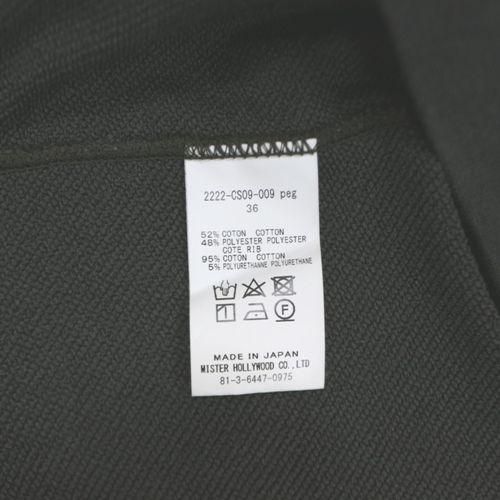 2222-CS09-009 peg
36
52% COTON COTTON
48% POLYESTER POLYESTER
COTE RIB
95% COTON COTTON
5% POLYURETHANNE POLYURETHANE
MADE IN JAPAN
MISTER HOLLYWOOD CO.,LTD
81-3-6447-0975